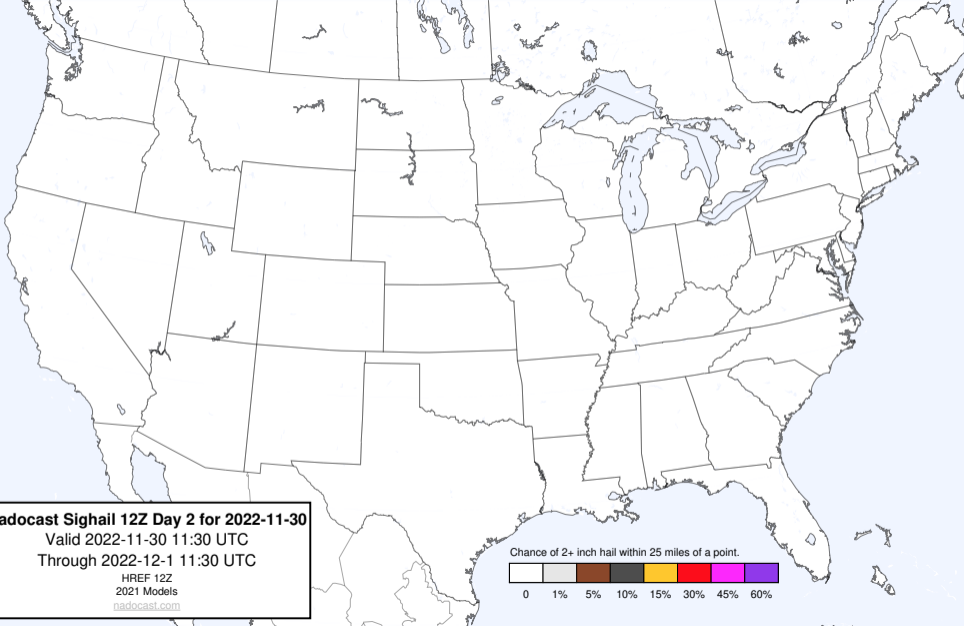 adocast Sighail 12Z Day 2 for 2022-11-30
Valid 2022-11-30 11:30 UTC
Through 2022-12-1 11:30 UTC
HREF 12Z
2021 Models
nadocast.com
Chance of 2+ inch hail within 25 miles of a point.
0 1% 5% 10% 15% 30% 45% 60%